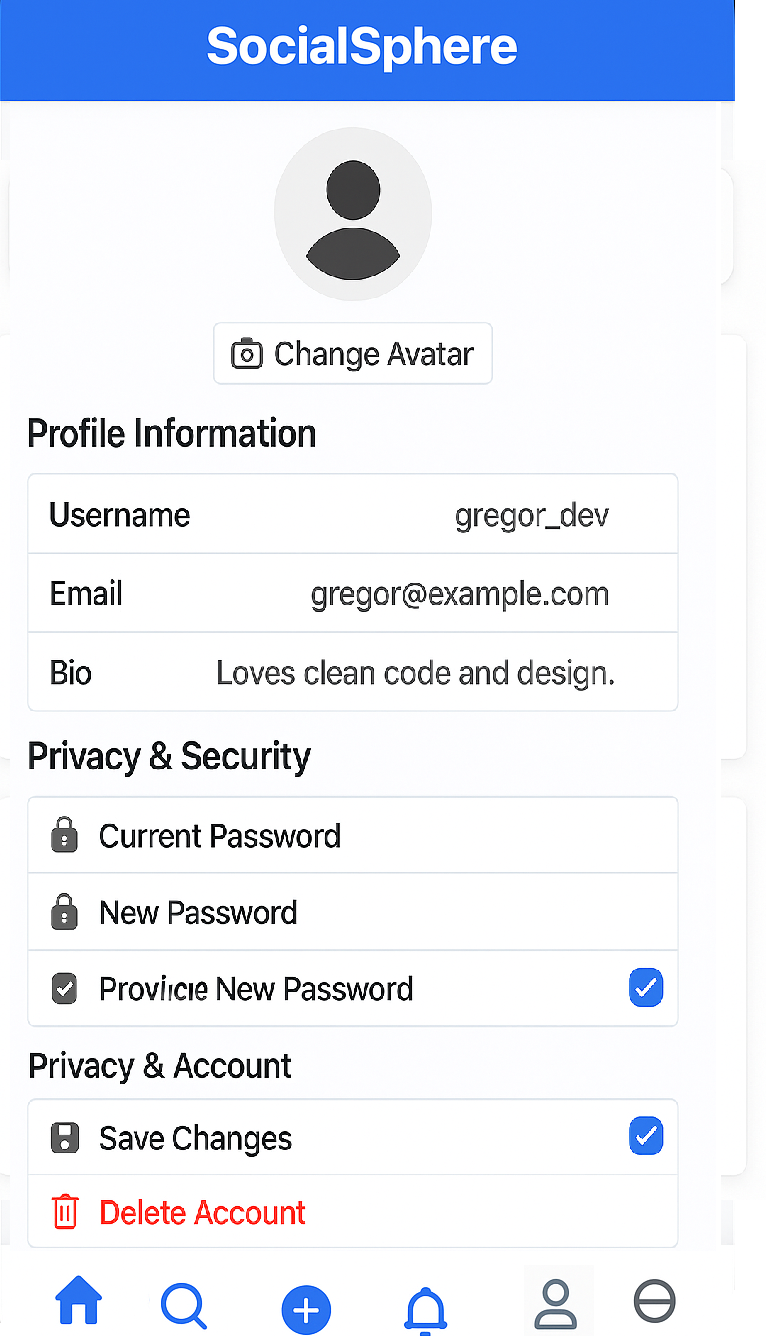 SocialSphere
Change Avatar
Profile Information
Username gregor_dev
Email gregor@example.com
Bio Loves clean code and design.
Privacy & Security
Current Password
New Password
New Password
Privacy & Account
Save Changes
Delete Account